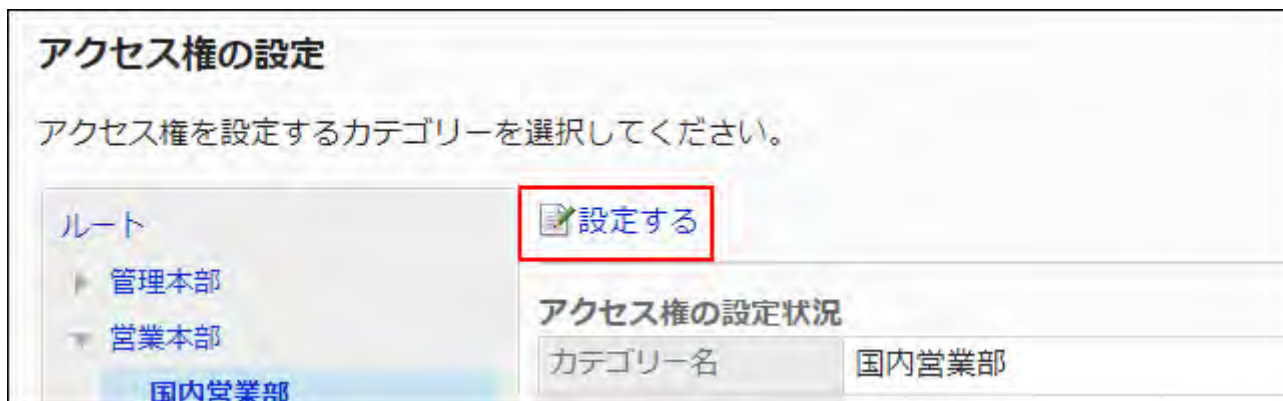 アクセス権の設定
アクセス権を設定するカテゴリーを選択してください。
ルート
管理本部
営業本部
国内営業部
設定する
アクセス権の設定状況
カテゴリー名 国内営業部